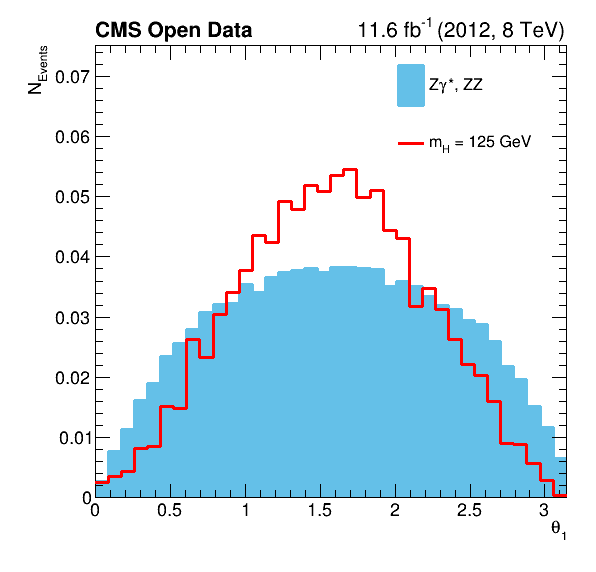 CMS Open Data
11.6 fb⁻¹ (2012, 8 TeV)
N_Events
0.07
0.06
0.05
0.04
0.03
0.02
0.01
0
Zγ*, ZZ
m_H = 125 GeV
0 0.5 1 1.5 2 2.5 3
θ₁